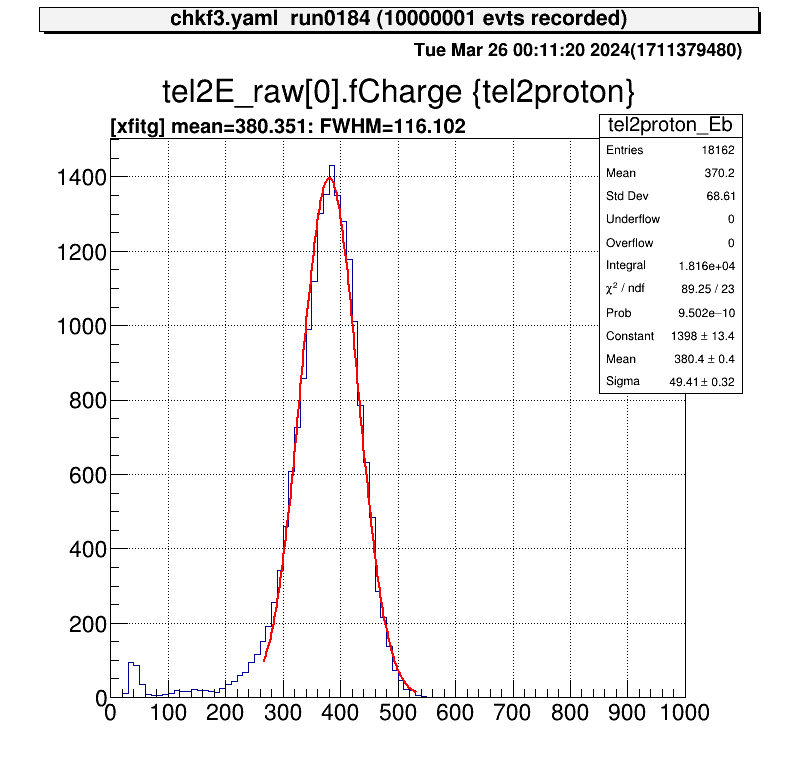 chkf3.yaml run0184 (10000001 evts recorded)
Tue Mar 26 00:11:20 2024(1711379480)
tel2E_raw[0].fCharge {tel2proton}
[xfitg] mean=380.351: FWHM=116.102
tel2proton_Eb
Entries 18162
Mean 370.2
Std Dev 68.61
Underflow 0
Overflow 0
Integral 1.816e+04
χ² / ndf 89.25 / 23
Prob 9.502e−10
Constant 1398 ± 13.4
Mean 380.4 ± 0.4
Sigma 49.41 ± 0.32
1400
1200
1000
800
600
400
200
0
0 100 200 300 400 500 600 700 800 900 1000